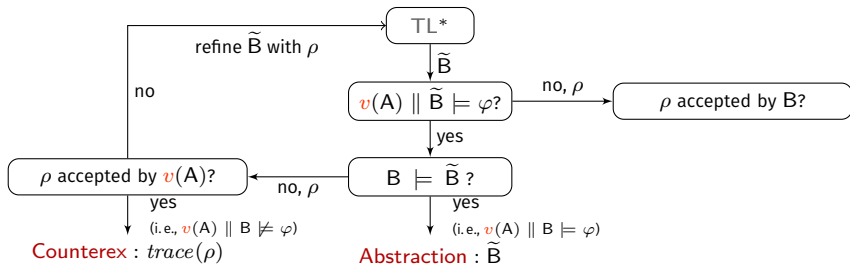 TL*
refine B̃ with ρ
B̃
no, ρ
v(A) ∥ B̃ ⊨ φ?
ρ accepted by B?
no
yes
ρ accepted by v(A)?
no, ρ
B ⊨ B̃ ?
yes
(i.e., v(A) ∥ B ⊭ φ)
yes
(i.e., v(A) ∥ B ⊨ φ)
Counterex : trace(ρ)
Abstraction : B̃